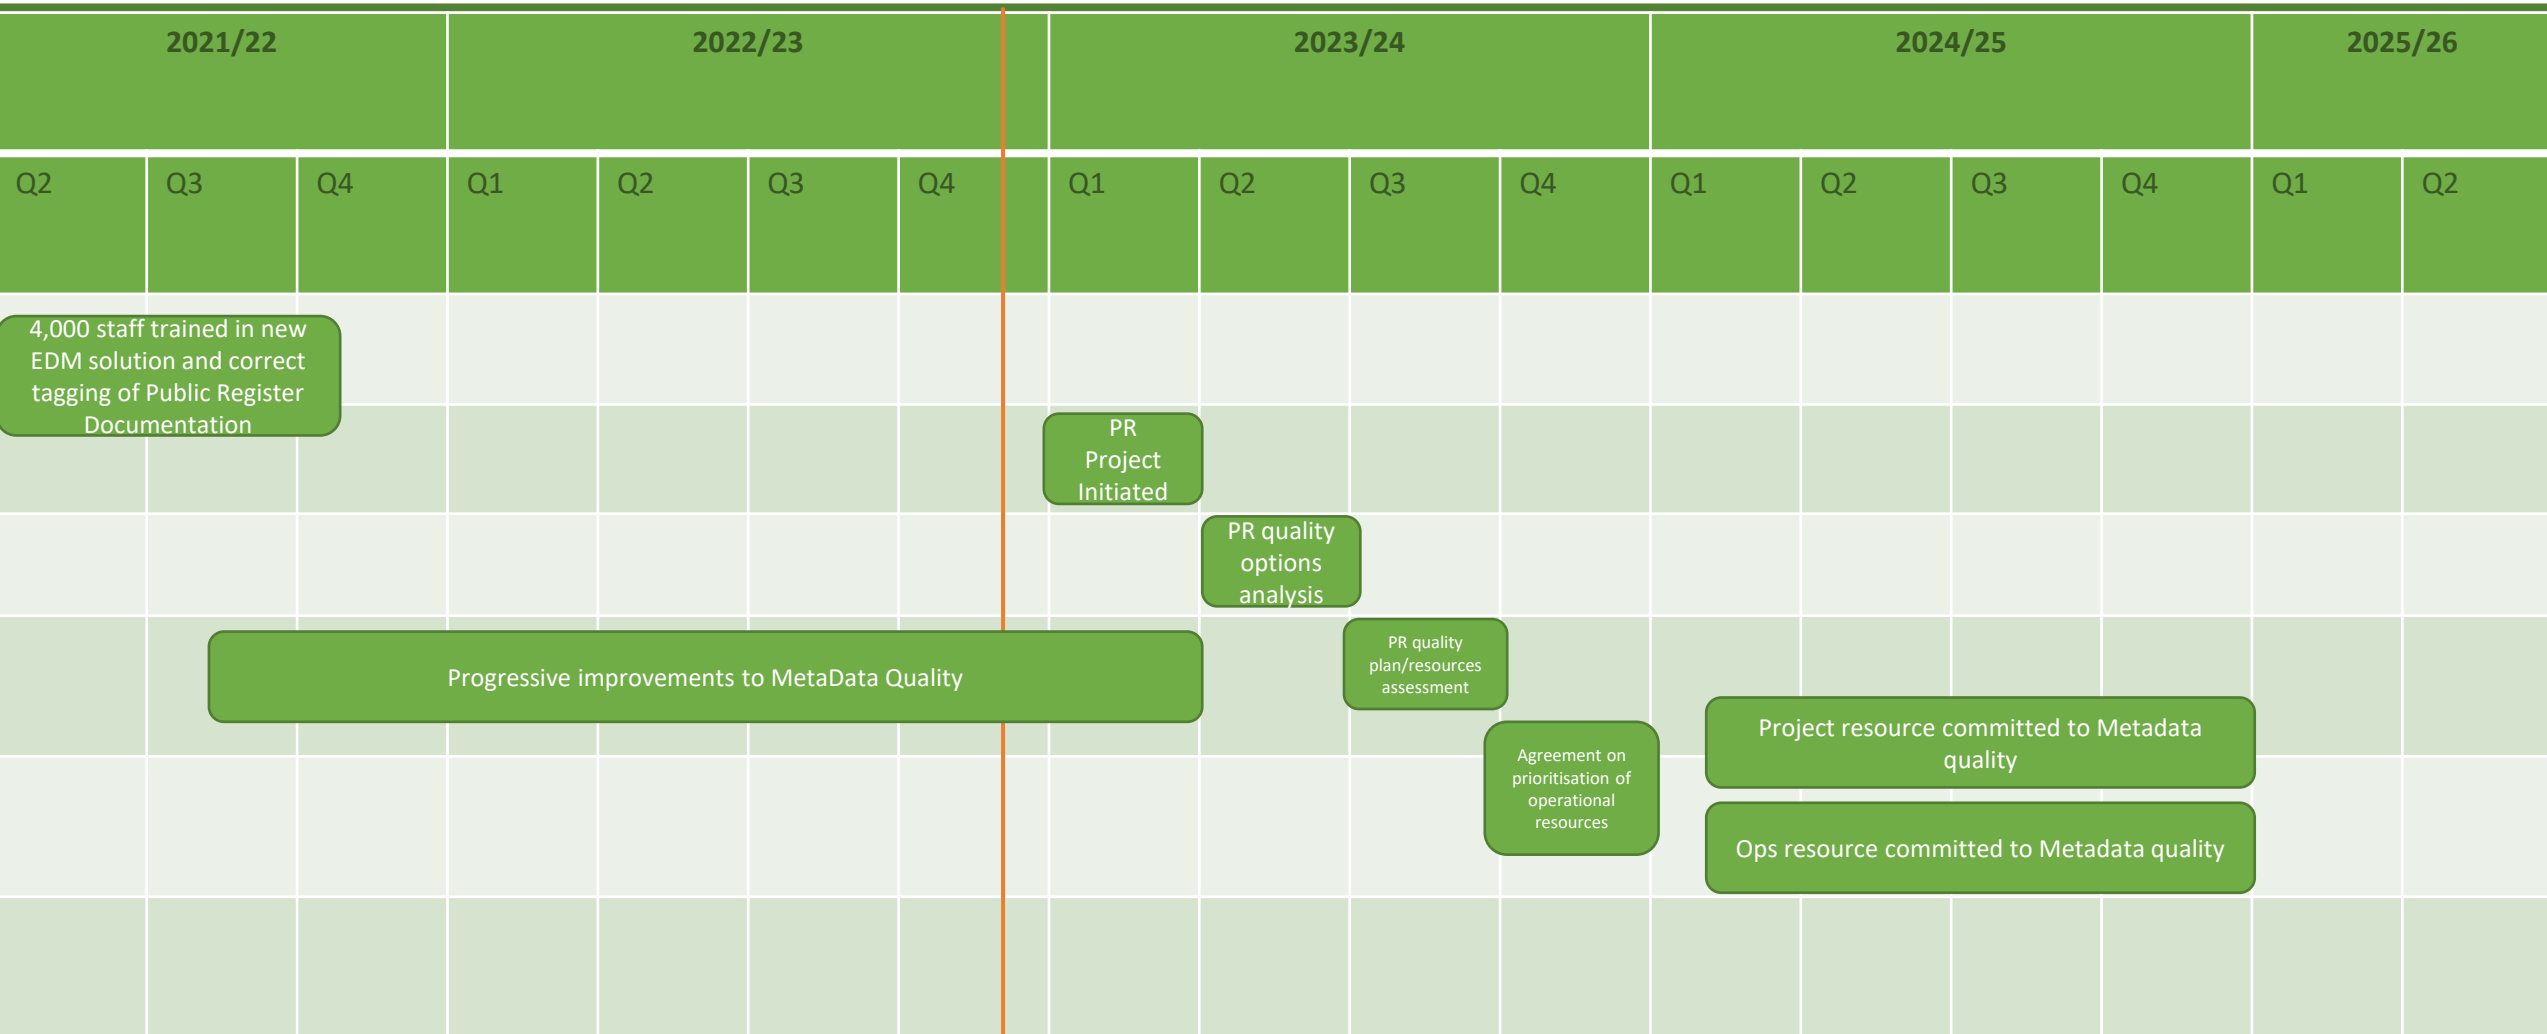 2021/22
2022/23
2023/24
2024/25
2025/26
Q2
Q3
Q4
Q1
Q2
Q3
Q4
Q1
Q2
Q3
Q4
Q1
Q2
Q3
Q4
Q1
Q2
4,000 staff trained in new
EDM solution and correct
tagging of Public Register
Documentation
PR
Project
Initiated
PR quality
options
analysis
Progressive improvements to MetaData Quality
PR quality
plan/resources
assessment
Agreement on
prioritisation of
operational
resources
Project resource committed to Metadata
quality
Ops resource committed to Metadata quality